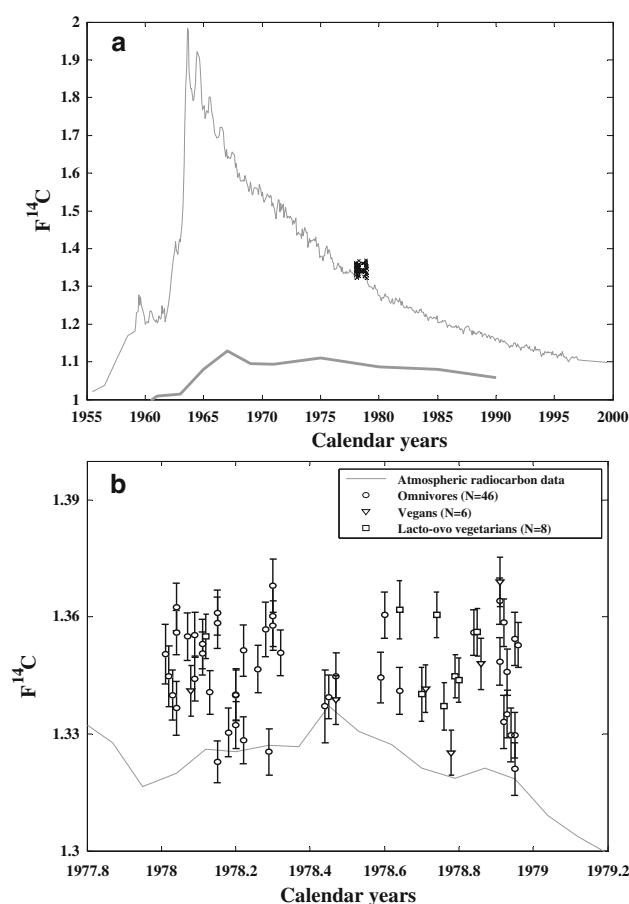 a
2
1.9
1.8
1.7
1.6
1.5
1.4
1.3
1.2
1.1
1
F14C
1955 1960 1965 1970 1975 1980 1985 1990 1995 2000
Calendar years
b
Atmospheric radiocarbon data
Omnivores (N=46)
Vegans (N=6)
Lacto-ovo vegetarians (N=8)
1.39
1.36
1.33
1.3
F14C
1977.8 1978 1978.2 1978.4 1978.6 1978.8 1979 1979.2
Calendar years